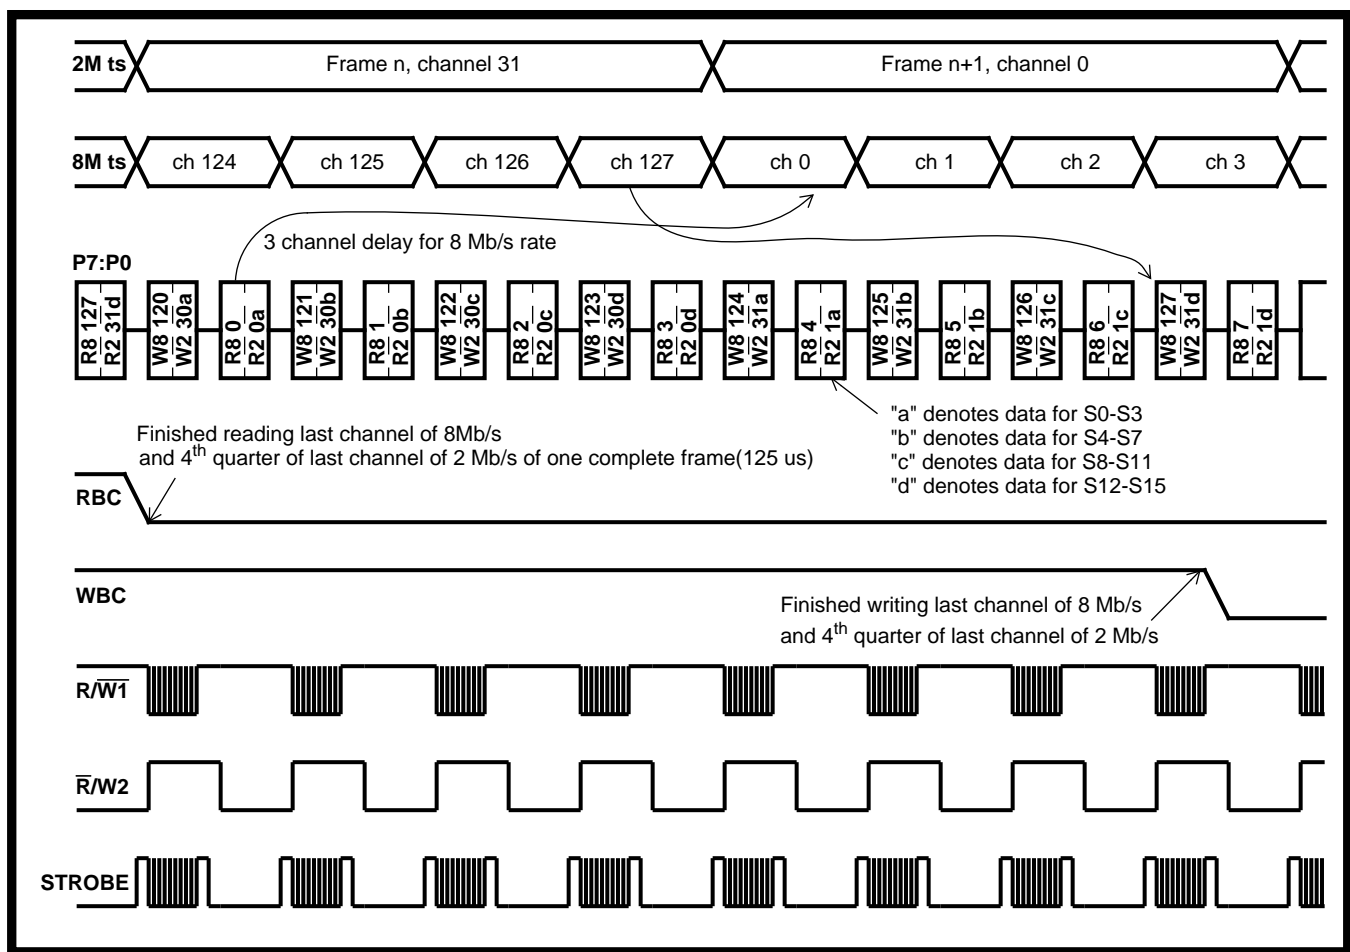 2M ts Frame n, channel 31 Frame n+1, channel 0
8M ts ch 124 ch 125 ch 126 ch 127 ch 0 ch 1 ch 2 ch 3
3 channel delay for 8 Mb/s rate
P7:P0
R8 127
R2 31d
W8 120
W2 30a
R8 0
R2 0a
W8 121
W2 30b
R8 1
R2 0b
W8 122
W2 30c
R8 2
R2 0c
W8 123
W2 30d
R8 3
R2 0d
W8 124
W2 31a
R8 4
R2 1a
W8 125
W2 31b
R8 5
R2 1b
W8 126
W2 31c
R8 6
R2 1c
W8 127
W2 31d
R8 7
R2 1d
"a" denotes data for S0-S3
"b" denotes data for S4-S7
"c" denotes data for S8-S11
"d" denotes data for S12-S15
Finished reading last channel of 8Mb/s
and 4th quarter of last channel of 2 Mb/s of one complete frame(125 us)
RBC
WBC
Finished writing last channel of 8 Mb/s
and 4th quarter of last channel of 2 Mb/s
R/W1
R/W2
STROBE